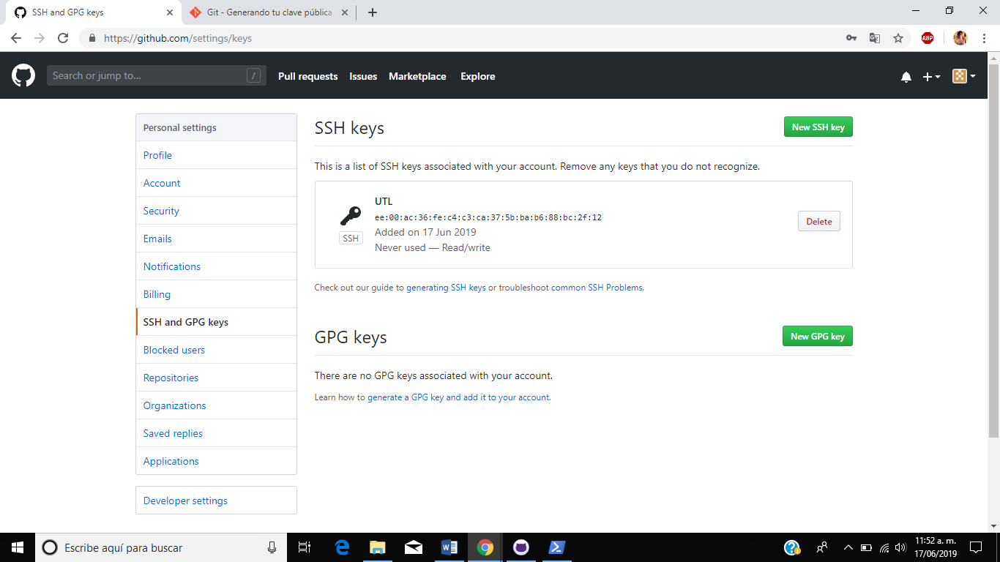 SSH and GPG keys
Git - Generando tu clave pública
https://github.com/settings/keys
ABP
Search or jump to...
/
Pull requests
Issues
Marketplace
Explore
Personal settings
Profile
Account
Security
Emails
Notifications
Billing
SSH and GPG keys
Blocked users
Repositories
Organizations
Saved replies
Applications
Developer settings
SSH keys
New SSH key
This is a list of SSH keys associated with your account. Remove any keys that you do not recognize.
SSH
UTL
ee:00:ac:36:fe:c4:c3:ca:37:5b:ba:b6:88:bc:2f:12
Added on 17 Jun 2019
Never used — Read/write
Delete
Check out our guide to generating SSH keys or troubleshoot common SSH Problems.
GPG keys
New GPG key
There are no GPG keys associated with your account.
Learn how to generate a GPG key and add it to your account.
Escribe aquí para buscar
11:52 a. m.
17/06/2019